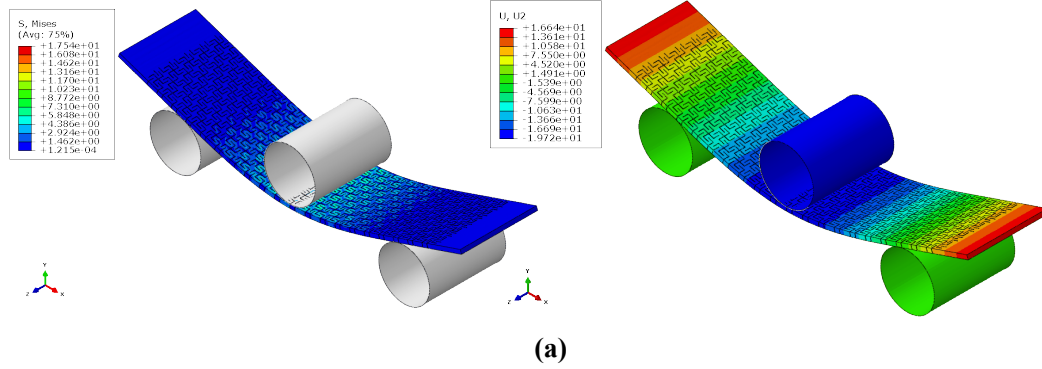 S, Mises
(Avg: 75%)
+1.754e+01
+1.608e+01
+1.462e+01
+1.316e+01
+1.170e+01
+1.023e+01
+8.772e+00
+7.310e+00
+5.848e+00
+4.386e+00
+2.924e+00
+1.462e+00
+1.215e-04
Y
Z
X
U, U2
+1.664e+01
+1.361e+01
+1.058e+01
+7.550e+00
+4.520e+00
+1.491e+00
-1.539e+00
-4.569e+00
-7.599e+00
-1.063e+01
-1.366e+01
-1.669e+01
-1.972e+01
Y
Z
X
(a)